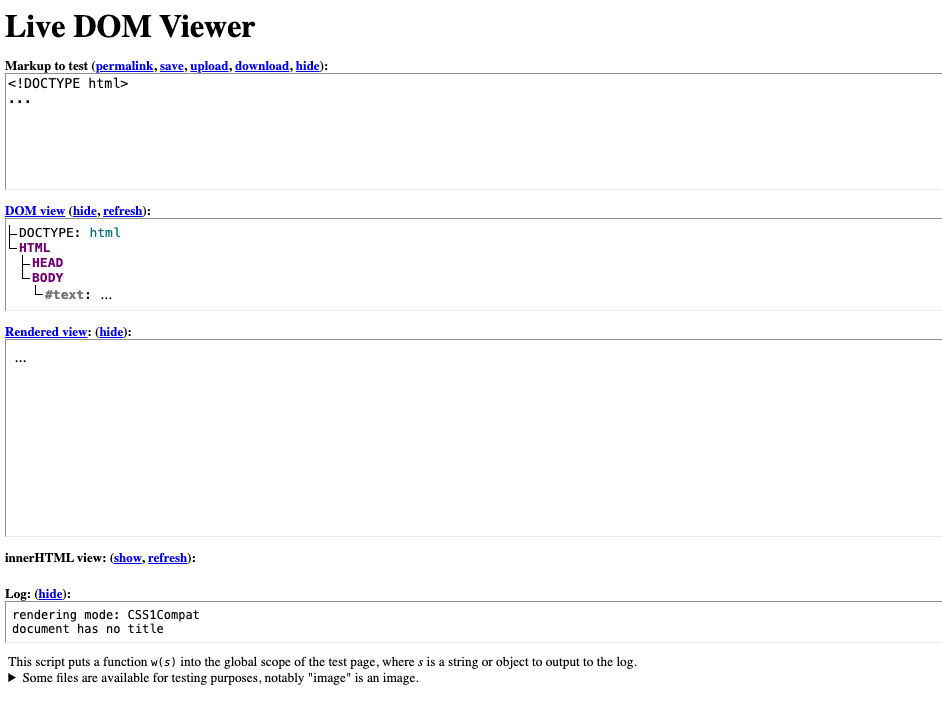 Live DOM Viewer
Markup to test (permalink, save, upload, download, hide):
<!DOCTYPE html>
...
DOM view (hide, refresh):
DOCTYPE: html
HTML
HEAD
BODY
#text: ...
Rendered view: (hide):
...
innerHTML view: (show, refresh):
Log: (hide):
rendering mode: CSS1Compat
document has no title
This script puts a function w(s) into the global scope of the test page, where s is a string or object to output to the log.
Some files are available for testing purposes, notably "image" is an image.